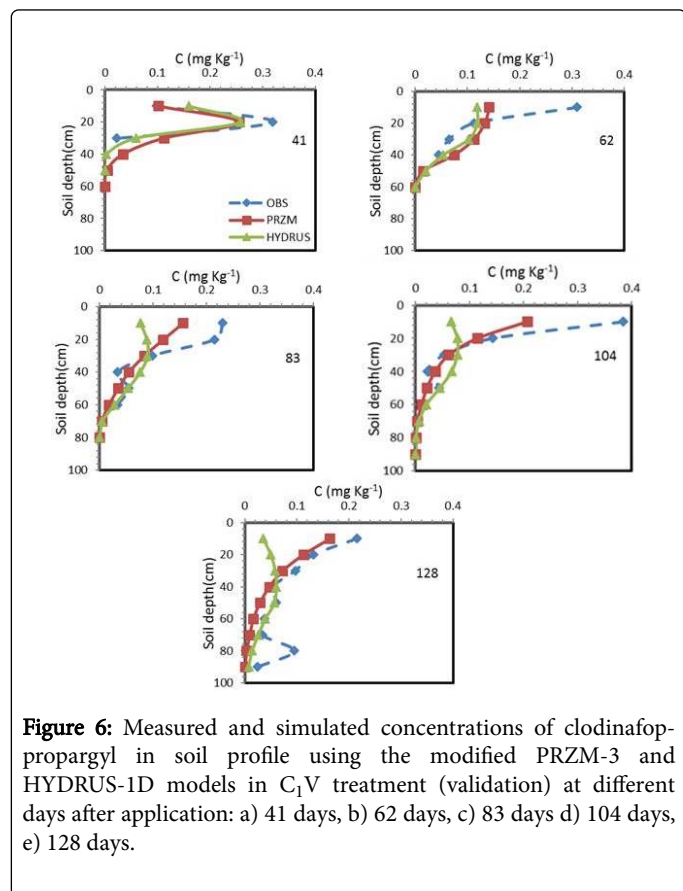 C (mg Kg-1)
0 0.1 0.2 0.3 0.4
0
20
40
60
80
100
Soil depth(cm)
41
OBS
PRZM
HYDRUS
C (mg Kg-1)
0 0.1 0.2 0.3 0.4
0
20
40
60
80
100
Soil depth(cm)
62
C (mg Kg-1)
0 0.1 0.2 0.3 0.4
0
20
40
60
80
100
Soil depth(cm)
83
C (mg Kg-1)
0 0.1 0.2 0.3 0.4
0
20
40
60
80
100
Soil depth(cm)
104
C (mg Kg-1)
0 0.1 0.2 0.3 0.4
0
20
40
60
80
100
Soil depth(cm)
128
Figure 6: Measured and simulated concentrations of clodinafop-
propargyl in soil profile using the modified PRZM-3 and
HYDRUS-1D models in C1V treatment (validation) at different
days after application: a) 41 days, b) 62 days, c) 83 days d) 104 days,
e) 128 days.